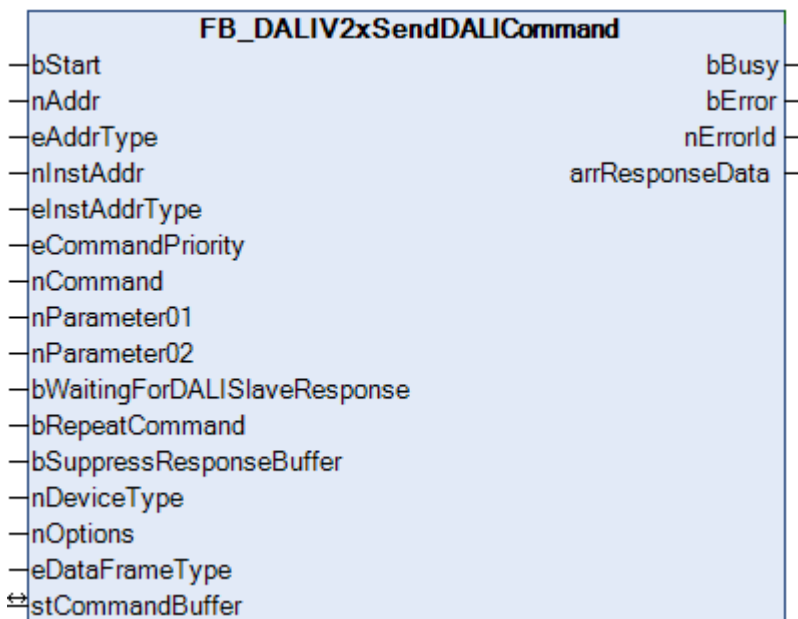 FB_DALIV2xSendDALICommand
bStart bBusy
nAddr bError
eAddrType nErrorId
nInstAddr arrResponseData
eInstAddrType
eCommandPriority
nCommand
nParameter01
nParameter02
bWaitingForDALISlaveResponse
bRepeatCommand
bSuppressResponseBuffer
nDeviceType
nOptions
eDataFrameType
stCommandBuffer